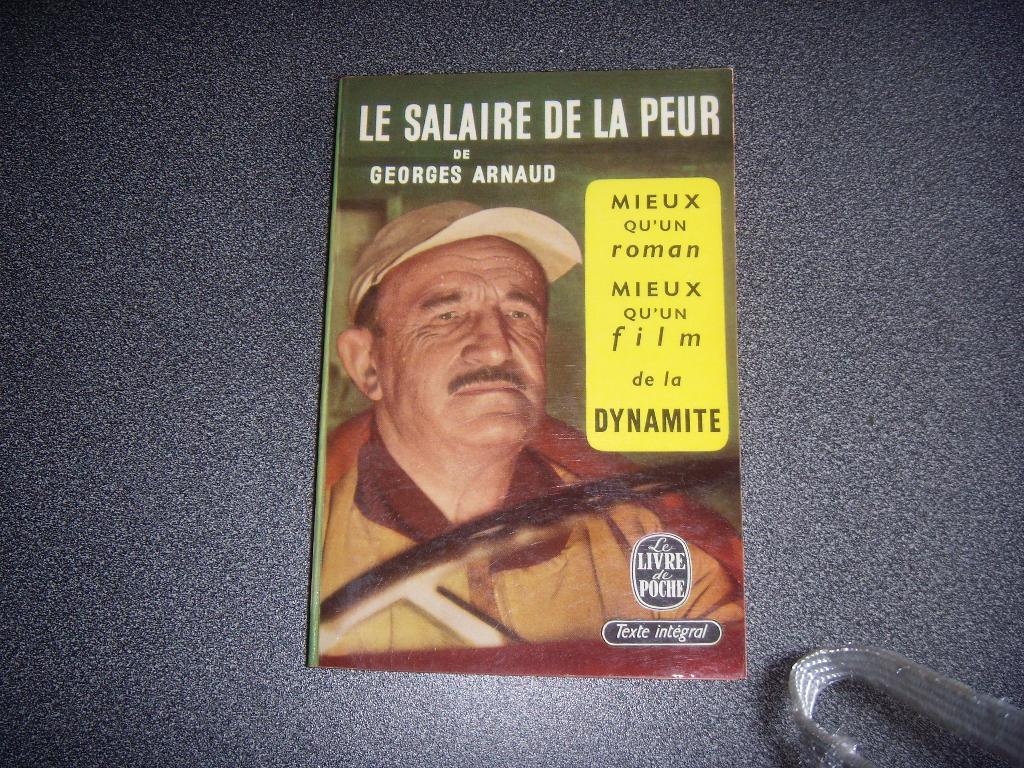 LE SALAIRE DE LA PEUR
DE
GEORGES ARNAUD
MIEUX
QU'UN
roman
MIEUX
QU'UN
film
de la
DYNAMITE
Le
LIVRE
de
POCHE
Texte intégral